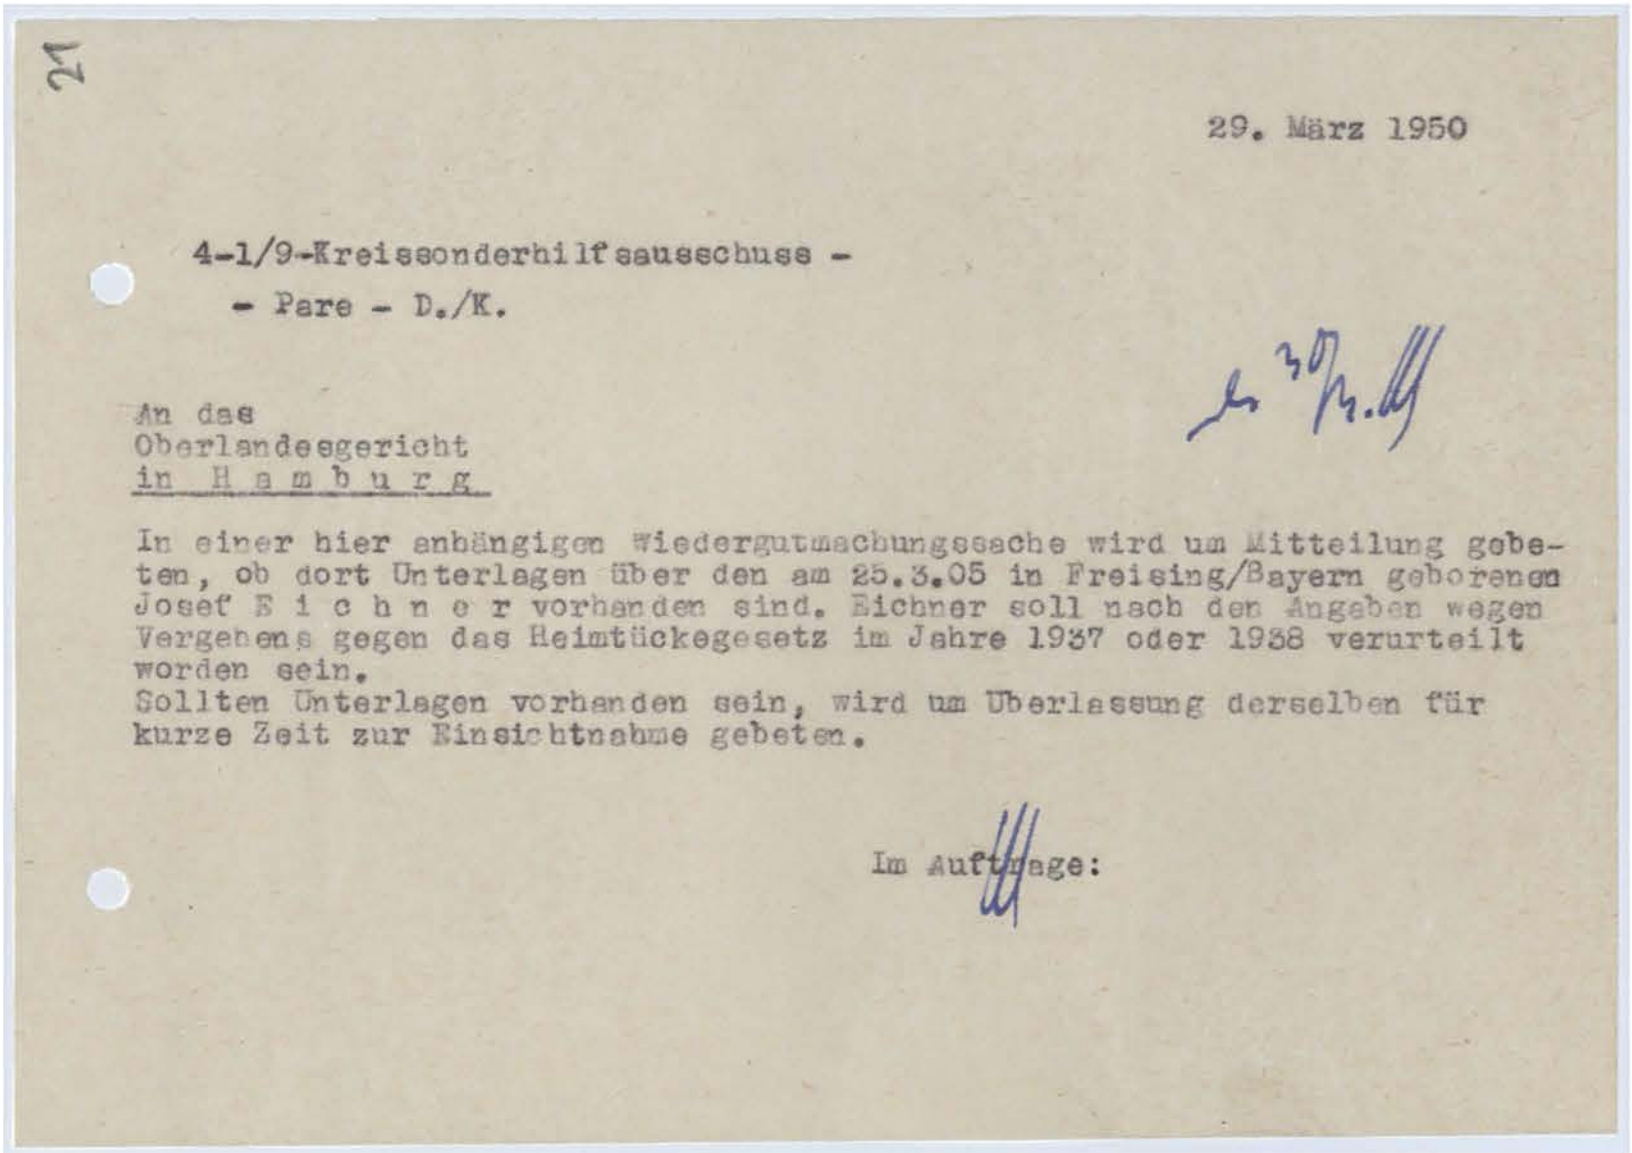 21
29. März 1950
4-1/9-Kreissonderhilfsausschuss -
- Pare - D./K.
An das
Oberlandesgericht
in H a m b u r g
In einer hier anhängigen Wiedergutmachungssache wird um Mitteilung gebe-
ten, ob dort Unterlagen über den am 25.3.05 in Freising/Bayern geborenen
Josef E i c h n e r vorhanden sind. Eichner soll nach den Angaben wegen
Vergehens gegen das Heimtückegesetz im Jahre 1937 oder 1938 verurteilt
worden sein.
Sollten Unterlagen vorhanden sein, wird um Überlassung derselben für
kurze Zeit zur Einsichtnahme gebeten.
Im Auftrage: